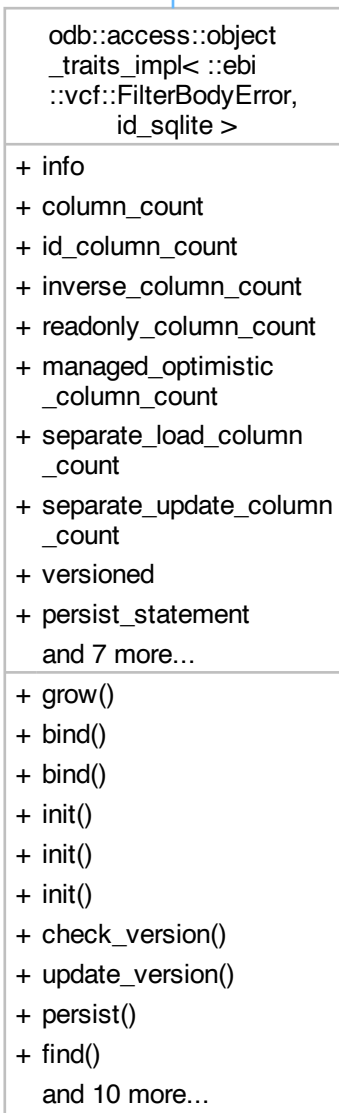 odb::access::object
_traits_impl< ::ebi
::vcf::FilterBodyError,
id_sqlite >
+ info
+ column_count
+ id_column_count
+ inverse_column_count
+ readonly_column_count
+ managed_optimistic
_column_count
+ separate_load_column
_count
+ separate_update_column
_count
+ versioned
+ persist_statement
and 7 more...
+ grow()
+ bind()
+ bind()
+ init()
+ init()
+ init()
+ check_version()
+ update_version()
+ persist()
+ find()
and 10 more...